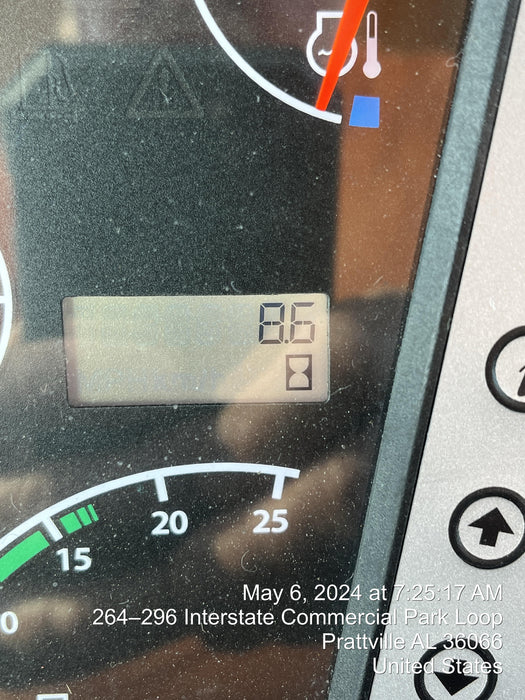 8.6
25
20
15
0
May 6, 2024 at 7:25:17 AM
264–296 Interstate Commercial Park Loop
Prattville AL 36066
United States